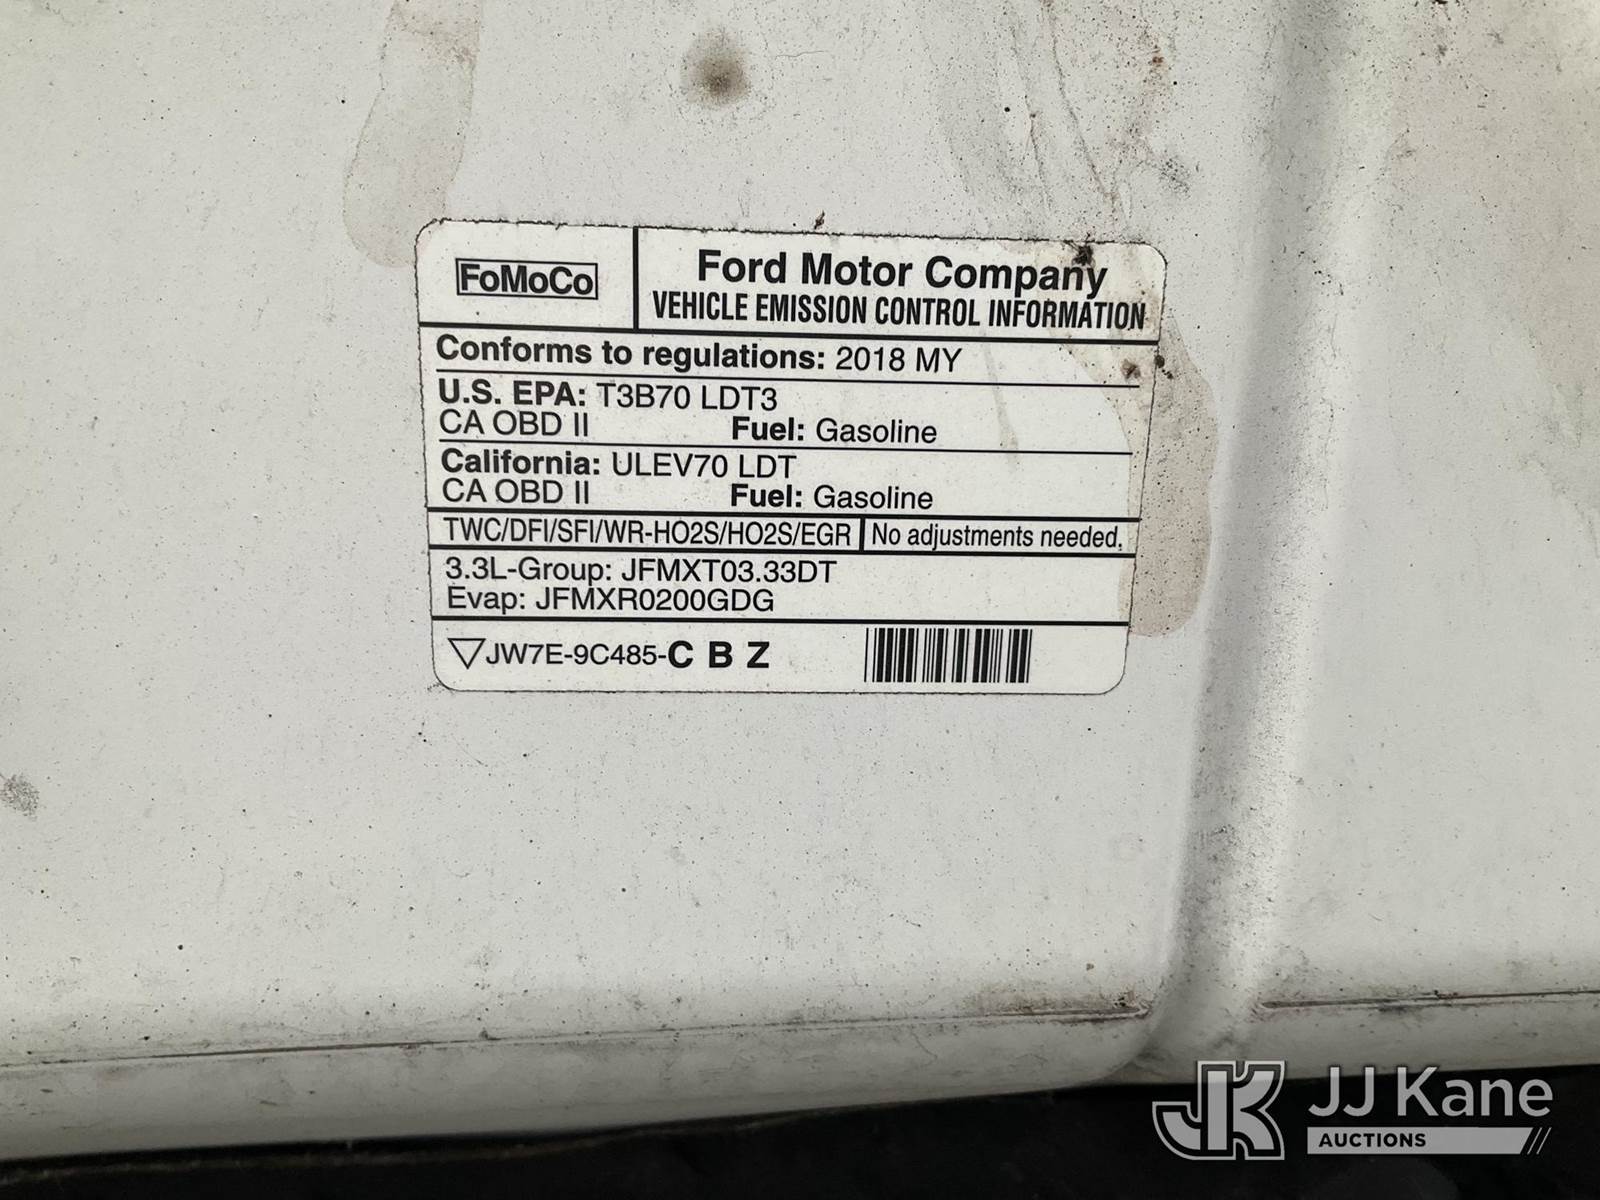 FoMoCo
Ford Motor Company
VEHICLE EMISSION CONTROL INFORMATION
Conforms to regulations: 2018 MY
U.S. EPA: T3B70 LDT3
CA OBD II Fuel: Gasoline
California: ULEV70 LDT
CA OBD II Fuel: Gasoline
TWC/DFI/SFI/WR-HO2S/HO2S/EGR No adjustments needed.
3.3L-Group: JFMXT03.33DT
Evap: JFMXR0200GDG
JW7E-9C485-C B Z
JK JJ Kane
AUCTIONS